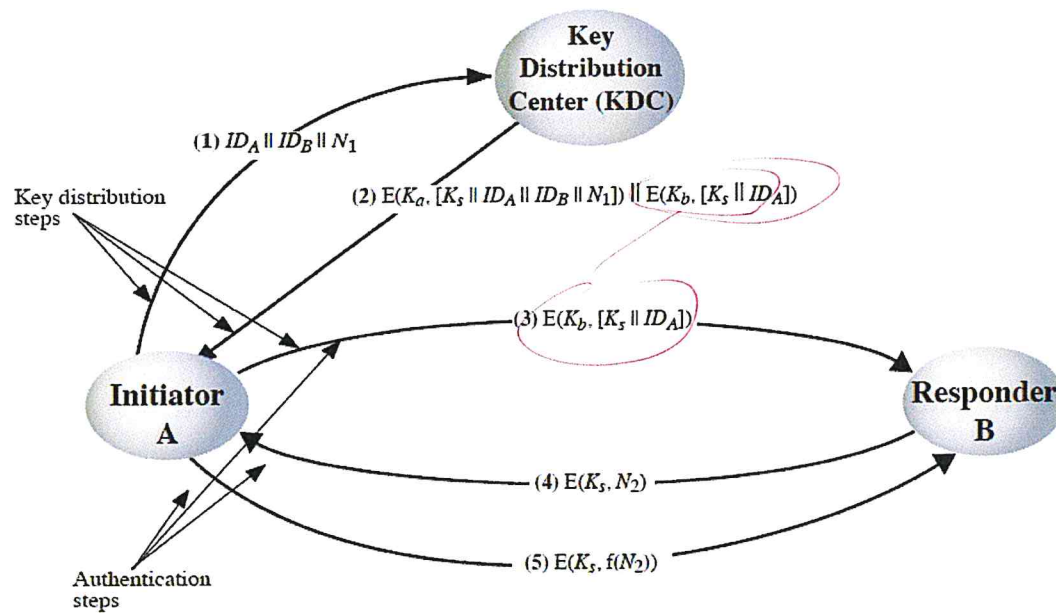 Key
Distribution
Center (KDC)
(1) ID_A || ID_B || N_1
Key distribution
steps
(2) E(K_a, [K_s || ID_A || ID_B || N_1]) || E(K_b, [K_s || ID_A])
(3) E(K_b, [K_s || ID_A])
Initiator
A
Responder
B
(4) E(K_s, N_2)
(5) E(K_s, f(N_2))
Authentication
steps